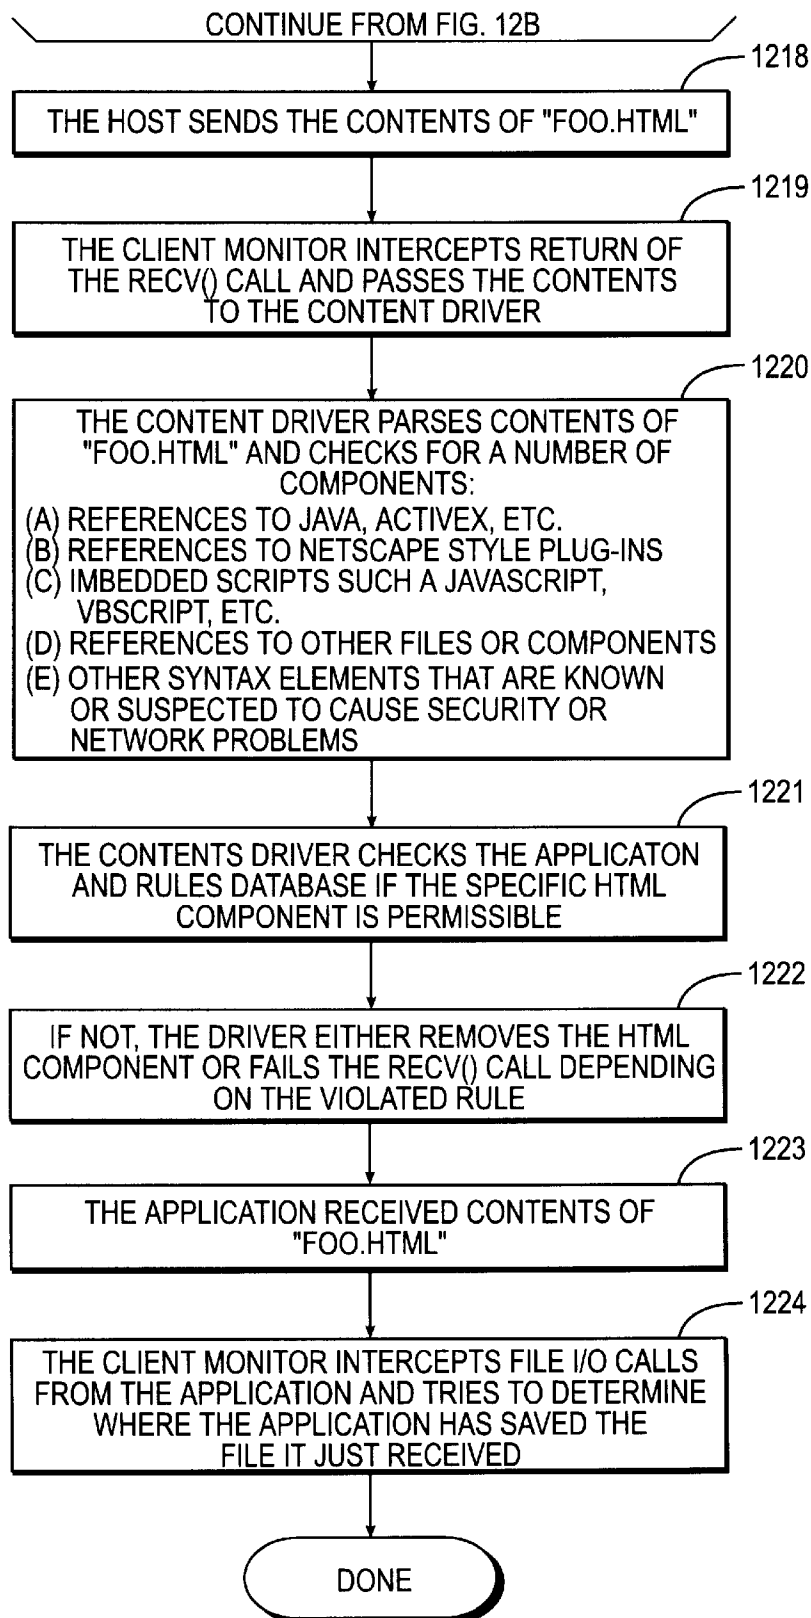 CONTINUE FROM FIG. 12B
1218
THE HOST SENDS THE CONTENTS OF "FOO.HTML"
1219
THE CLIENT MONITOR INTERCEPTS RETURN OF
THE RECV() CALL AND PASSES THE CONTENTS
TO THE CONTENT DRIVER
1220
THE CONTENT DRIVER PARSES CONTENTS OF
"FOO.HTML" AND CHECKS FOR A NUMBER OF
COMPONENTS:
(A) REFERENCES TO JAVA, ACTIVEX, ETC.
(B) REFERENCES TO NETSCAPE STYLE PLUG-INS
(C) IMBEDDED SCRIPTS SUCH A JAVASCRIPT,
VBSCRIPT, ETC.
(D) REFERENCES TO OTHER FILES OR COMPONENTS
(E) OTHER SYNTAX ELEMENTS THAT ARE KNOWN
OR SUSPECTED TO CAUSE SECURITY OR
NETWORK PROBLEMS
1221
THE CONTENTS DRIVER CHECKS THE APPLICATON
AND RULES DATABASE IF THE SPECIFIC HTML
COMPONENT IS PERMISSIBLE
1222
IF NOT, THE DRIVER EITHER REMOVES THE HTML
COMPONENT OR FAILS THE RECV() CALL DEPENDING
ON THE VIOLATED RULE
1223
THE APPLICATION RECEIVED CONTENTS OF
"FOO.HTML"
1224
THE CLIENT MONITOR INTERCEPTS FILE I/O CALLS
FROM THE APPLICATION AND TRIES TO DETERMINE
WHERE THE APPLICATION HAS SAVED THE
FILE IT JUST RECEIVED
DONE